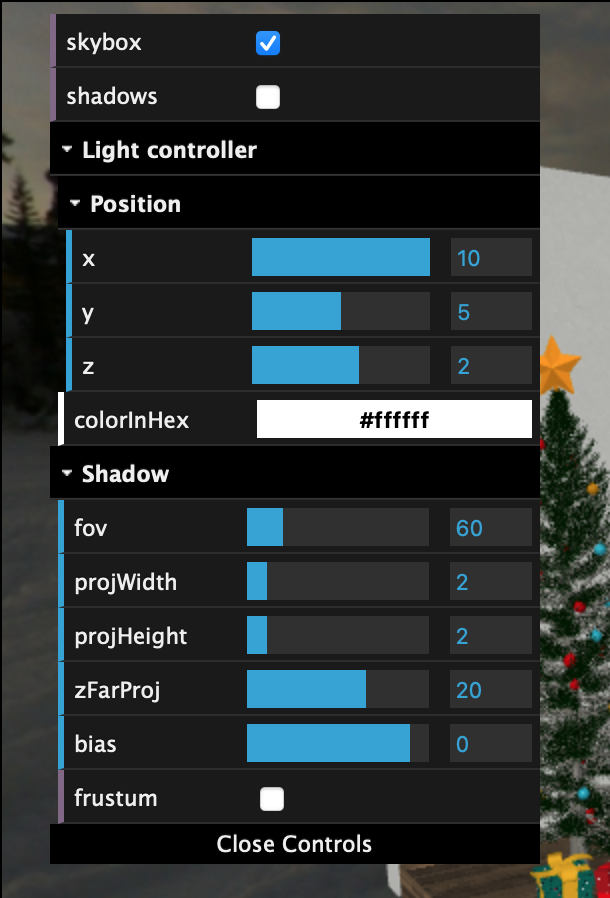 skybox
shadows
Light controller
Position
x 10
y 5
z 2
colorInHex #ffffff
Shadow
fov 60
projWidth 2
projHeight 2
zFarProj 20
bias 0
frustum
Close Controls